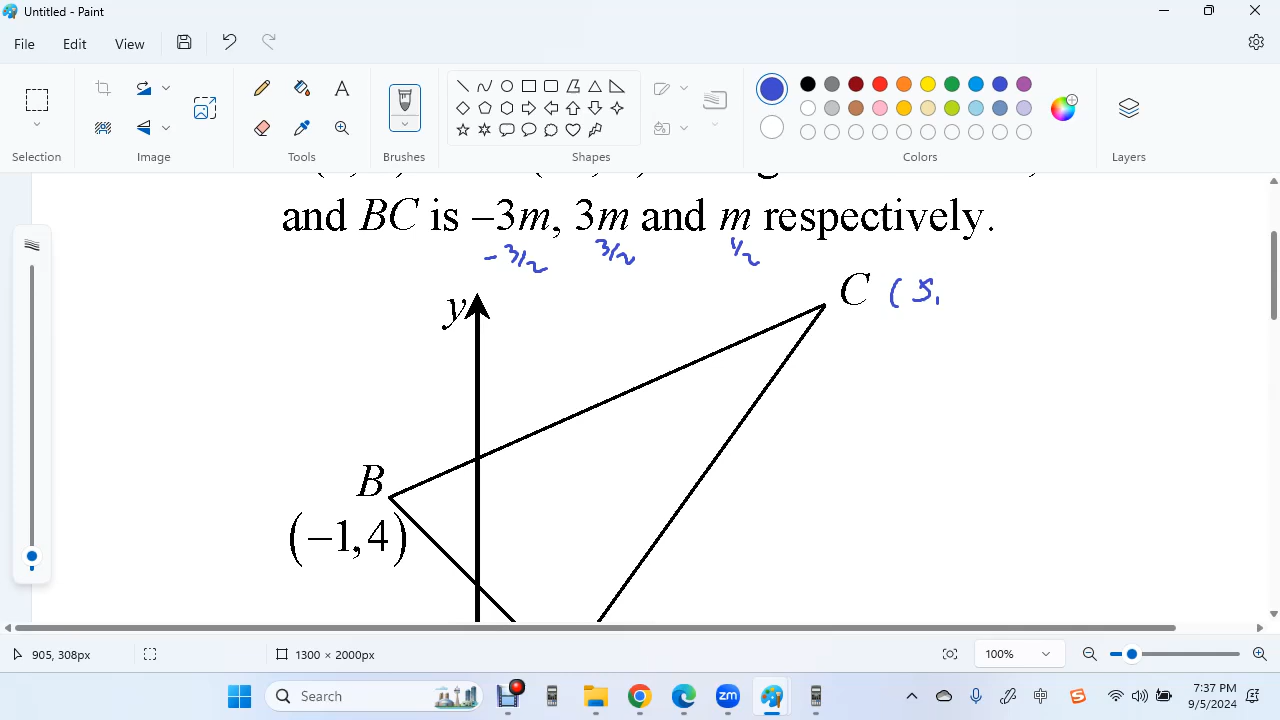 Untitled - Paint
File Edit View
Selection Image Tools Brushes Shapes Colors Layers
and BC is −3m, 3m and m respectively.
-3/2 3/2 1/2
y
C (5,
B
(−1, 4)
905, 308px
1300 × 2000px
100%
Search
zm
中
S
7:37 PM
9/5/2024